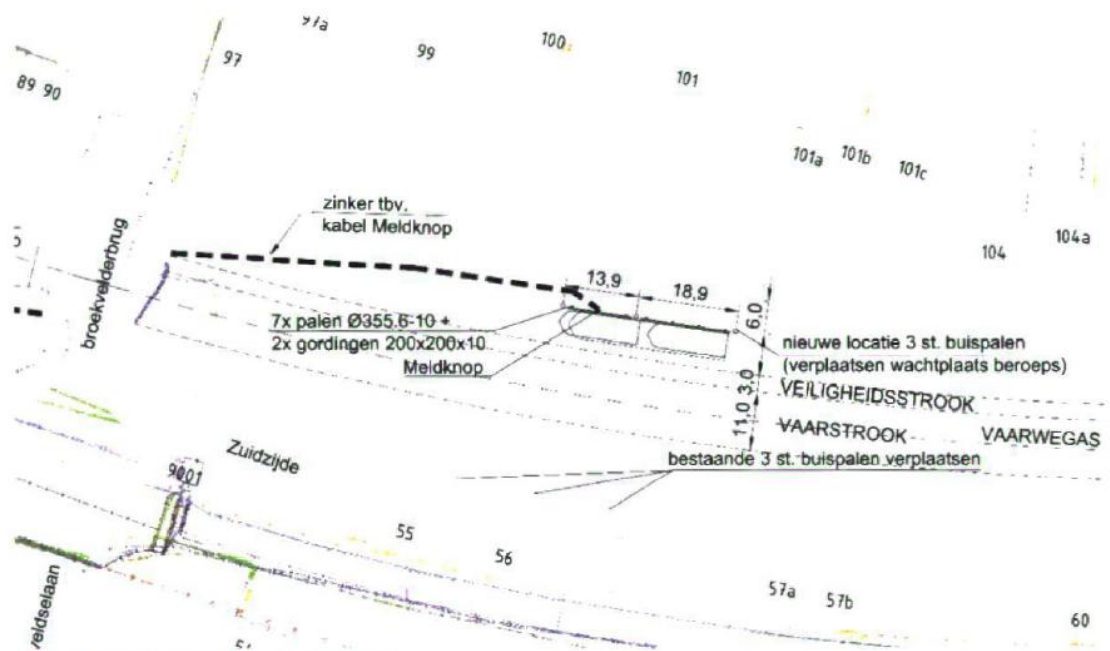 97a
99
100
101
97
89 90
101a
101b
101c
104
104a
zinker tbv.
kabel Meldknop
broekvelderbrug
13,9
18,9
6,0
7x palen Ø355.6-10 +
2x gordingen 200x200x10
Meldknop
nieuwe locatie 3 st. buispalen
(verplaatsen wachtplaats beroeps)
3,0
VEILIGHEIDSSTROOK
11,0
VAARSTROOK
VAARWEGAS
bestaande 3 st. buispalen verplaatsen
Zuidzijde
9001
55
56
57a
57b
60
veldselaan